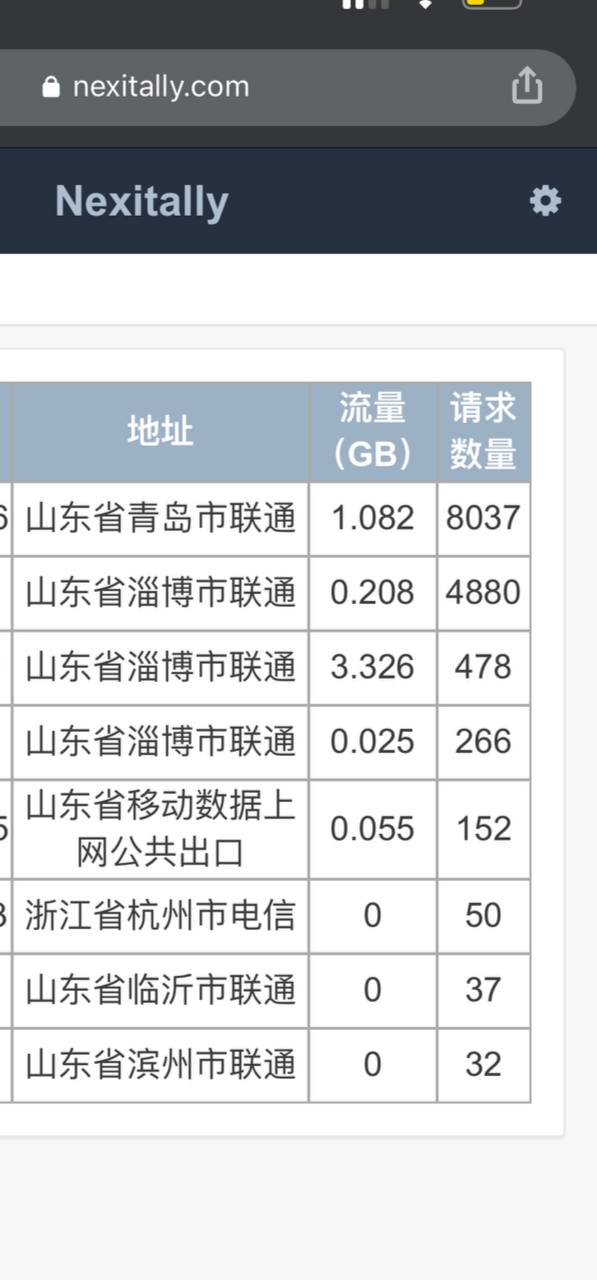 nexitally.com
Nexitally
地址 流量 (GB) 请求数量
6 山东省青岛市联通 1.082 8037
山东省淄博市联通 0.208 4880
山东省淄博市联通 3.326 478
山东省淄博市联通 0.025 266
5 山东省移动数据上网公共出口 0.055 152
3 浙江省杭州市电信 0 50
山东省临沂市联通 0 37
山东省滨州市联通 0 32